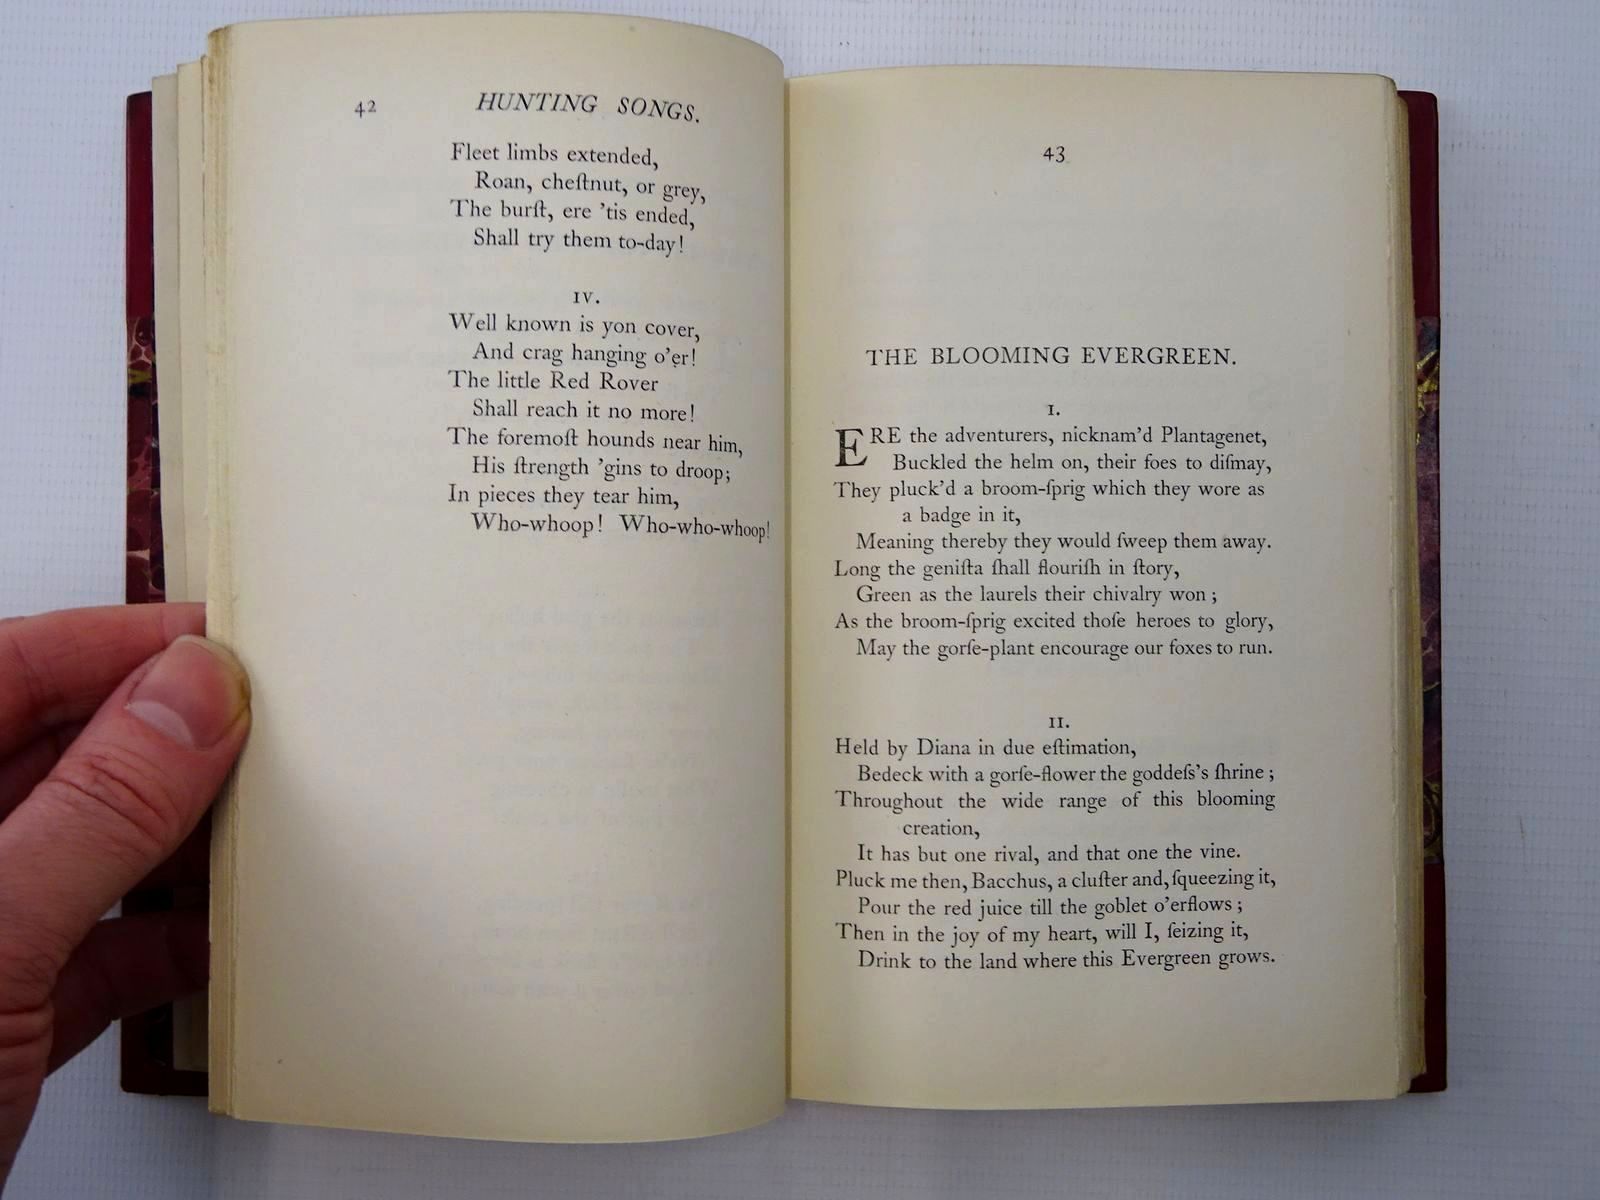 42 HUNTING SONGS.
Fleet limbs extended,
Roan, cheſtnut, or grey,
The burſt, ere ’tis ended,
Shall try them to-day!
IV.
Well known is yon cover,
And crag hanging o’er!
The little Red Rover
Shall reach it no more!
The foremoſt hounds near him,
His ſtrength ’gins to droop;
In pieces they tear him,
Who-whoop! Who-who-whoop!
43
THE BLOOMING EVERGREEN.
I.
ERE the adventurers, nicknam’d Plantagenet,
Buckled the helm on, their foes to diſmay,
They pluck’d a broom-ſprig which they wore as
a badge in it,
Meaning thereby they would ſweep them away.
Long the geniſta ſhall flouriſh in ſtory,
Green as the laurels their chivalry won;
As the broom-ſprig excited thoſe heroes to glory,
May the gorſe-plant encourage our foxes to run.
II.
Held by Diana in due eſtimation,
Bedeck with a gorſe-flower the goddeſs’s ſhrine;
Throughout the wide range of this blooming
creation,
It has but one rival, and that one the vine.
Pluck me then, Bacchus, a cluſter and, ſqueezing it,
Pour the red juice till the goblet o’erflows;
Then in the joy of my heart, will I, ſeizing it,
Drink to the land where this Evergreen grows.